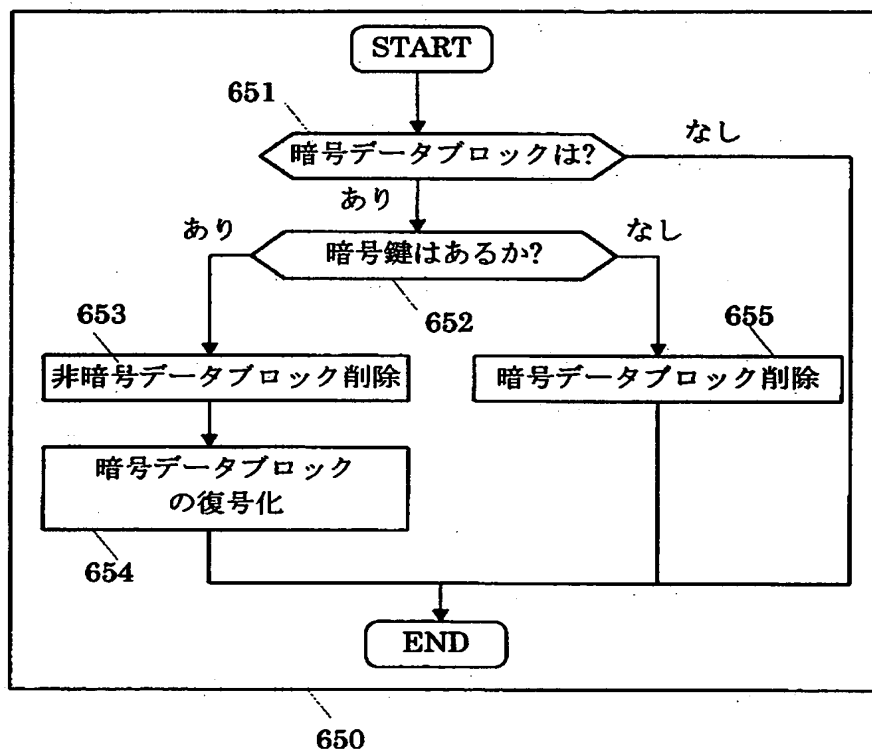 START
651
暗号データブロックは?
なし
あり
あり
暗号鍵はあるか?
なし
652
653
655
非暗号データブロック削除
暗号データブロック削除
暗号データブロック
の復号化
654
END
650